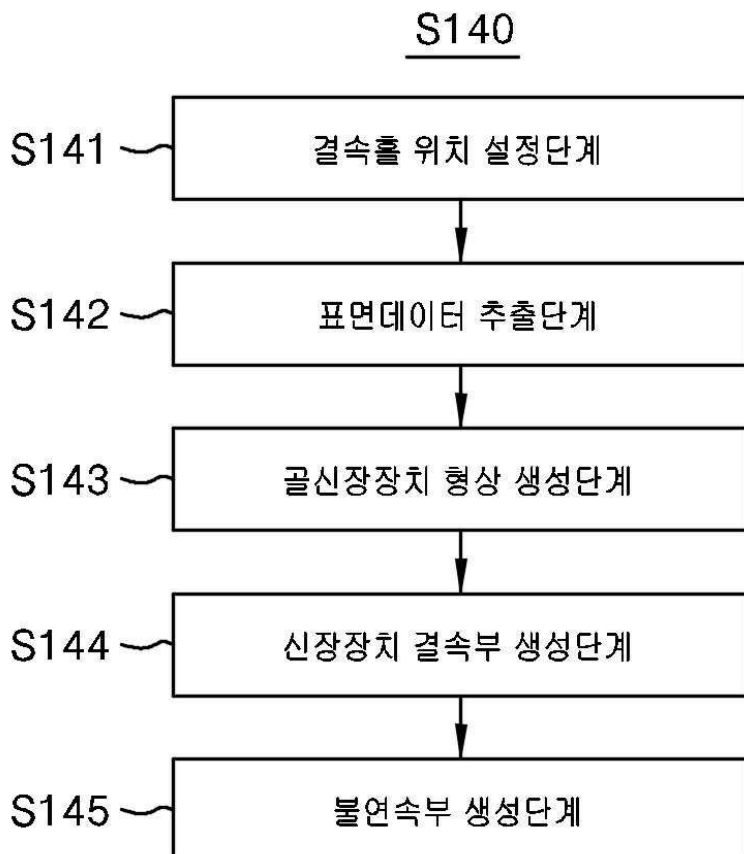 S140
S141 결속홀 위치 설정단계
S142 표면데이터 추출단계
S143 골신장장치 형상 생성단계
S144 신장장치 결속부 생성단계
S145 불연속부 생성단계